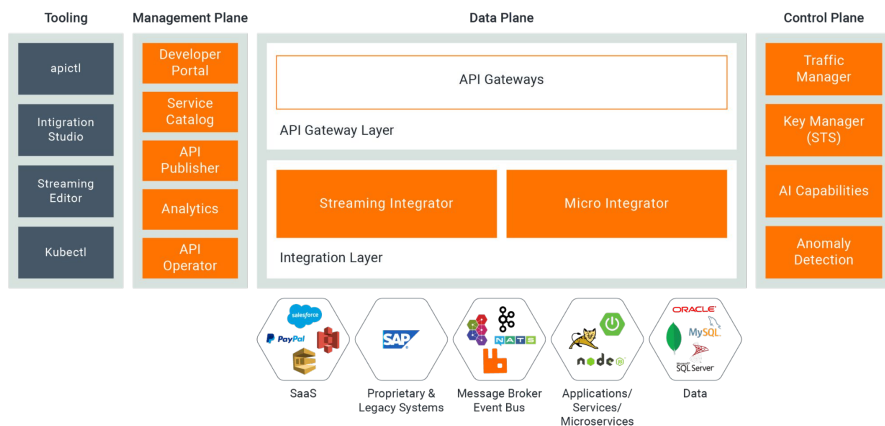 Tooling
Management Plane
Data Plane
Control Plane
apictl
Intigration
Studio
Streaming
Editor
Kubectl
Developer
Portal
Service
Catalog
API
Publisher
Analytics
API
Operator
API Gateways
API Gateway Layer
Streaming Integrator
Micro Integrator
Integration Layer
Traffic
Manager
Key Manager
(STS)
AI Capabilities
Anomaly
Detection
salesforce
PayPal
SaaS
SAP
Proprietary &
Legacy Systems
NATS
Message Broker
Event Bus
node
Applications/
Services/
Microservices
ORACLE
MySQL
SQL Server
Data